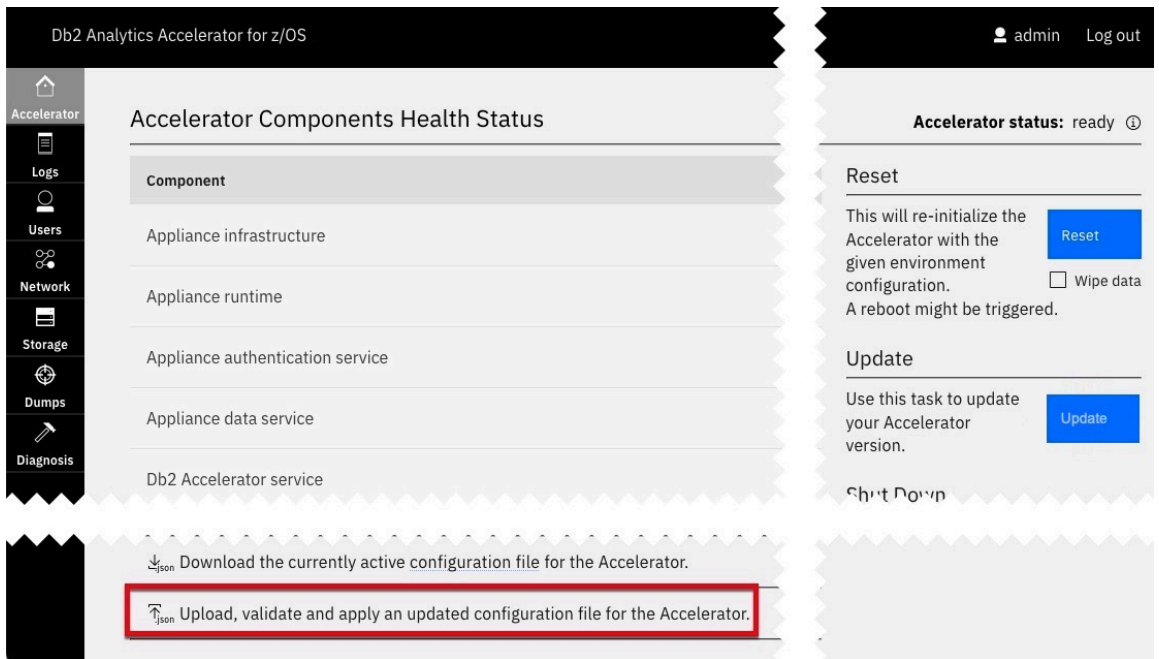 Db2 Analytics Accelerator for z/OS
admin Log out
Accelerator
Logs
Users
Network
Storage
Dumps
Diagnosis
Accelerator Components Health Status
Component
Appliance infrastructure
Appliance runtime
Appliance authentication service
Appliance data service
Db2 Accelerator service
Accelerator status: ready
Reset
This will re-initialize the
Accelerator with the
given environment
configuration.
A reboot might be triggered.
Reset
Wipe data
Update
Use this task to update
your Accelerator
version.
Update
Shut Down
.json Download the currently active configuration file for the Accelerator.
.json Upload, validate and apply an updated configuration file for the Accelerator.